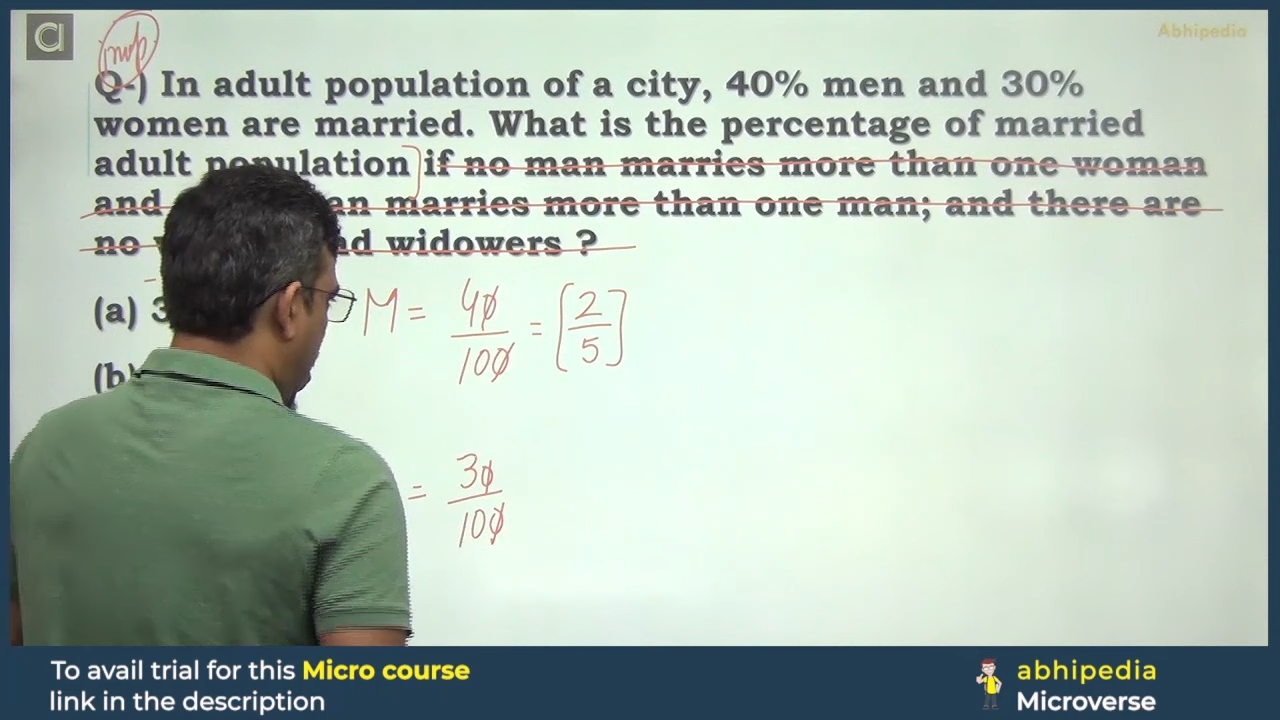 Abhipedia
imp
Q-) In adult population of a city, 40% men and 30%
women are married. What is the percentage of married
adult population if no man marries more than one woman
and marries more than one man; and there are
no widowers ?
(a) 3
M = 40/100 = [2/5]
(b)
= 30/100
To avail trial for this Micro course
link in the description
abhipedia
Microverse